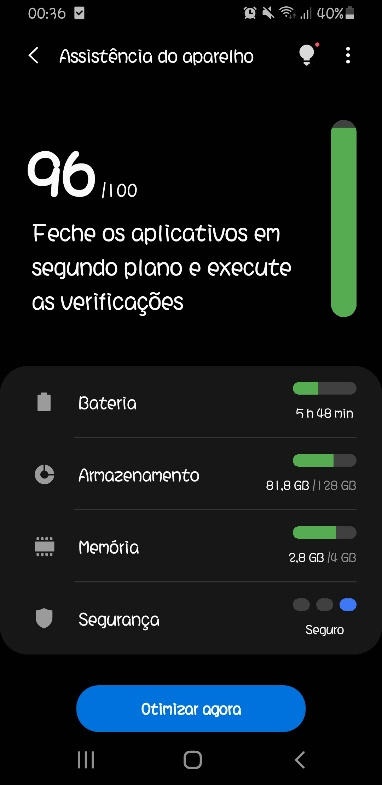 00:36 40%
Assistência do aparelho
96 /100
Feche os aplicativos em
segundo plano e execute
as verificações
Bateria
5 h 48 min
Armazenamento
81,8 GB /128 GB
Memória
2,8 GB /4 GB
Segurança
Seguro
Otimizar agora